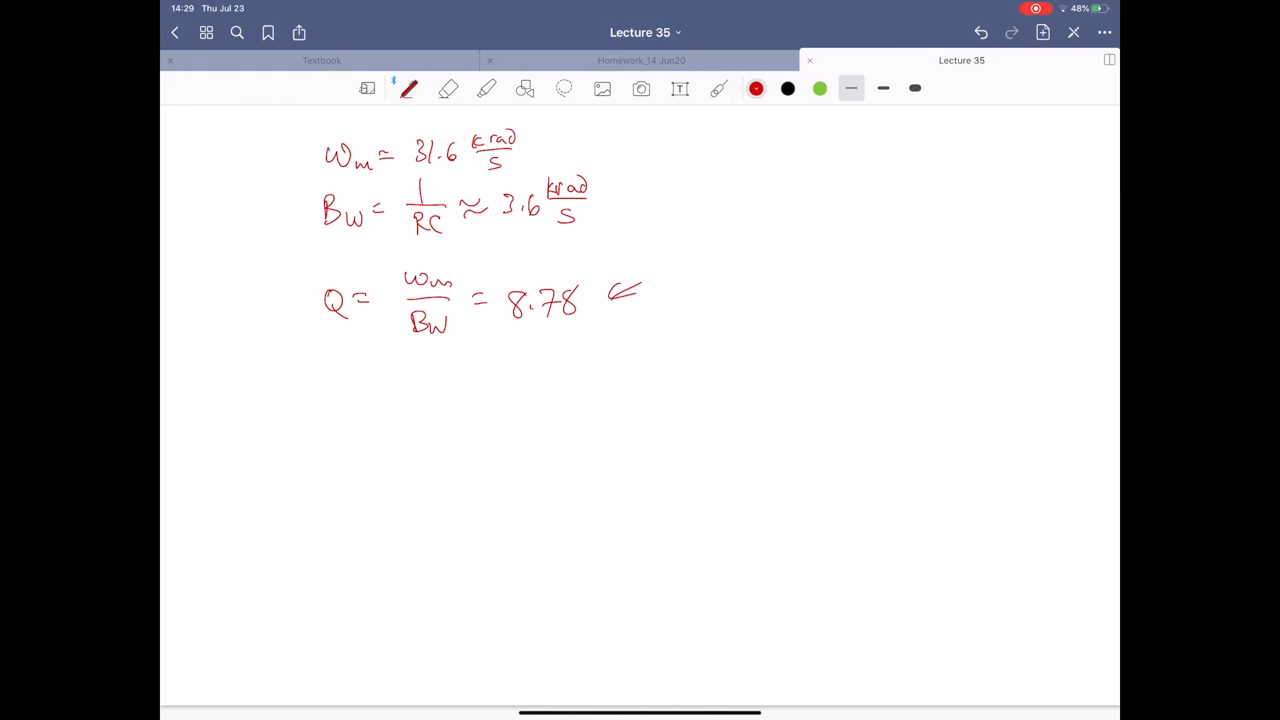 14:29 Thu Jul 23 48%
Lecture 35
Textbook Homework_14 Jun20 Lecture 35
T
ωm = 31.6 krad/s
BW = 1/RC ≈ 3.6 krad/s
Q = ωm/BW = 8.78 ←